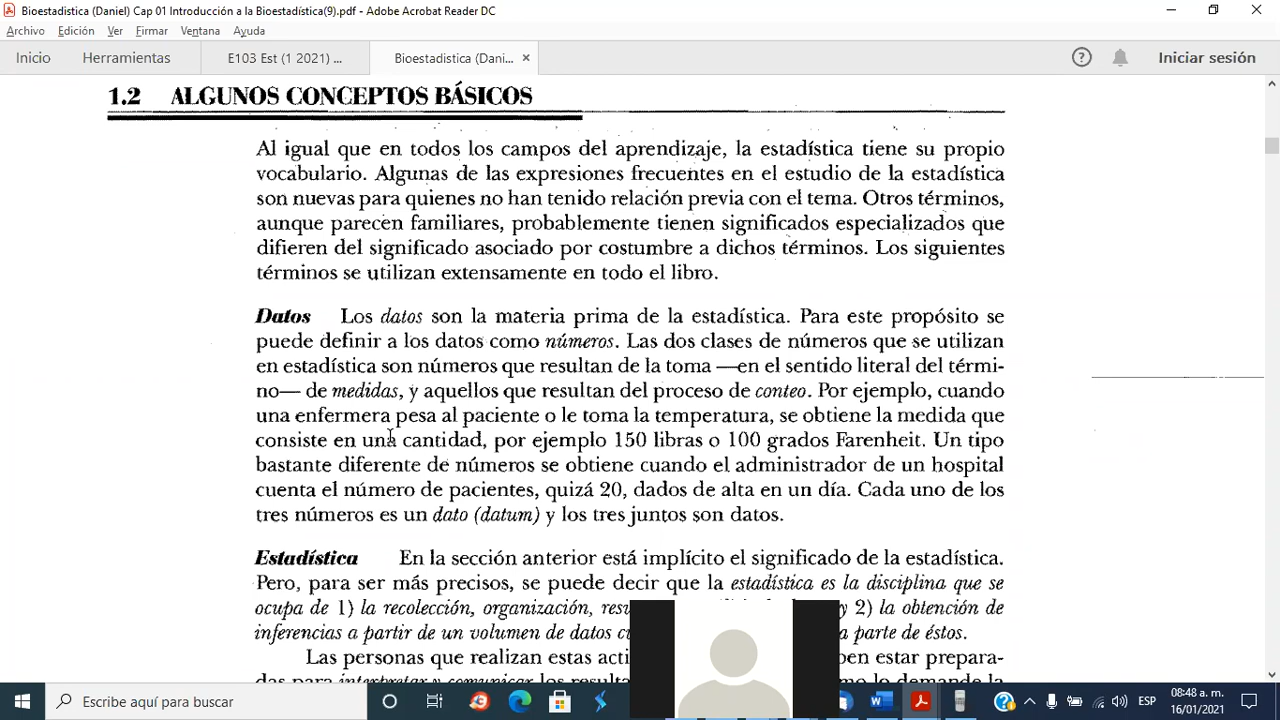 Bioestadistica (Daniel) Cap 01 Introducción a la Bioestadística(9).pdf - Adobe Acrobat Reader DC
Archivo Edición Ver Firmar Ventana Ayuda
Inicio Herramientas E103 Est (1 2021) ... Bioestadistica (Dani... × Iniciar sesión
1.2 ALGUNOS CONCEPTOS BÁSICOS
Al igual que en todos los campos del aprendizaje, la estadística tiene su propio
vocabulario. Algunas de las expresiones frecuentes en el estudio de la estadística
son nuevas para quienes no han tenido relación previa con el tema. Otros términos,
aunque parecen familiares, probablemente tienen significados especializados que
difieren del significado asociado por costumbre a dichos términos. Los siguientes
términos se utilizan extensamente en todo el libro.
Datos Los datos son la materia prima de la estadística. Para este propósito se
puede definir a los datos como números. Las dos clases de números que se utilizan
en estadística son números que resultan de la toma —en el sentido literal del térmi-
no— de medidas, y aquellos que resultan del proceso de conteo. Por ejemplo, cuando
una enfermera pesa al paciente o le toma la temperatura, se obtiene la medida que
consiste en una cantidad, por ejemplo 150 libras o 100 grados Farenheit. Un tipo
bastante diferente de números se obtiene cuando el administrador de un hospital
cuenta el número de pacientes, quizá 20, dados de alta en un día. Cada uno de los
tres números es un dato (datum) y los tres juntos son datos.
Estadística En la sección anterior está implícito el significado de la estadística.
Pero, para ser más precisos, se puede decir que la estadística es la disciplina que se
ocupa de 1) la recolección, organización, y 2) la obtención de
inferencias a partir de un volumen de datos a parte de éstos.
Las personas que realizan estas estar prepara-
das para interpretar y comunicar los lo demande la
Escribe aquí para buscar
ESP
08:48 a. m.
16/01/2021